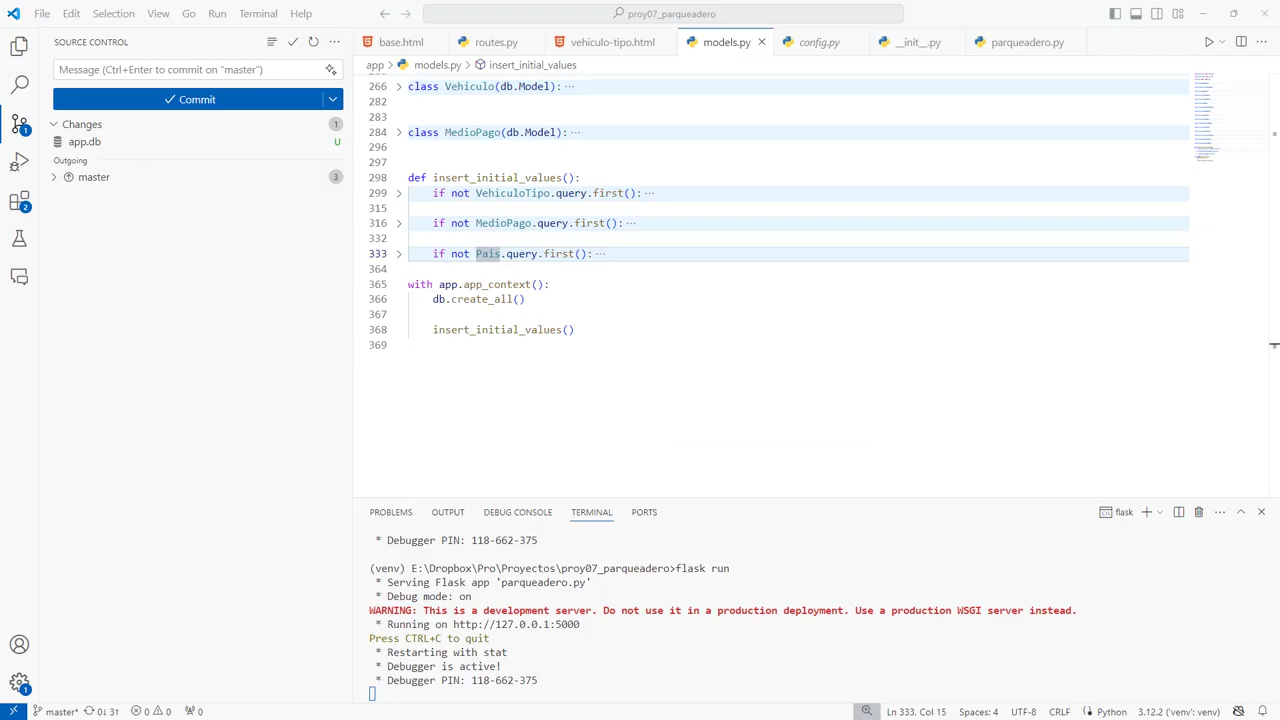 File Edit Selection View Go Run Terminal Help
proy07_parqueadero
SOURCE CONTROL
Message (Ctrl+Enter to commit on "master")
Commit
Changes
app.db
Outgoing
master
1
2
1
base.html
routes.py
vehiculo-tipo.html
models.py
config.py
__init__.py
parqueadero.py
app > models.py > insert_initial_values
266 class Vehiculo(db.Model):···
282
283
284 class MedioPago(db.Model):···
296
297
298 def insert_initial_values():
299 if not VehiculoTipo.query.first():···
315
316 if not MedioPago.query.first():···
332
333 if not Pais.query.first():···
364
365 with app.app_context():
366 db.create_all()
367
368 insert_initial_values()
369
PROBLEMS OUTPUT DEBUG CONSOLE TERMINAL PORTS
flask
* Debugger PIN: 118-662-375
(venv) E:\Dropbox\Pro\Proyectos\proy07_parqueadero>flask run
* Serving Flask app 'parqueadero.py'
* Debug mode: on
WARNING: This is a development server. Do not use it in a production deployment. Use a production WSGI server instead.
* Running on http://127.0.0.1:5000
Press CTRL+C to quit
* Restarting with stat
* Debugger is active!
* Debugger PIN: 118-662-375
master* 0↓ 3↑ 0 0 0 Ln 333, Col 15 Spaces: 4 UTF-8 CRLF Python 3.12.2 ('venv': venv)